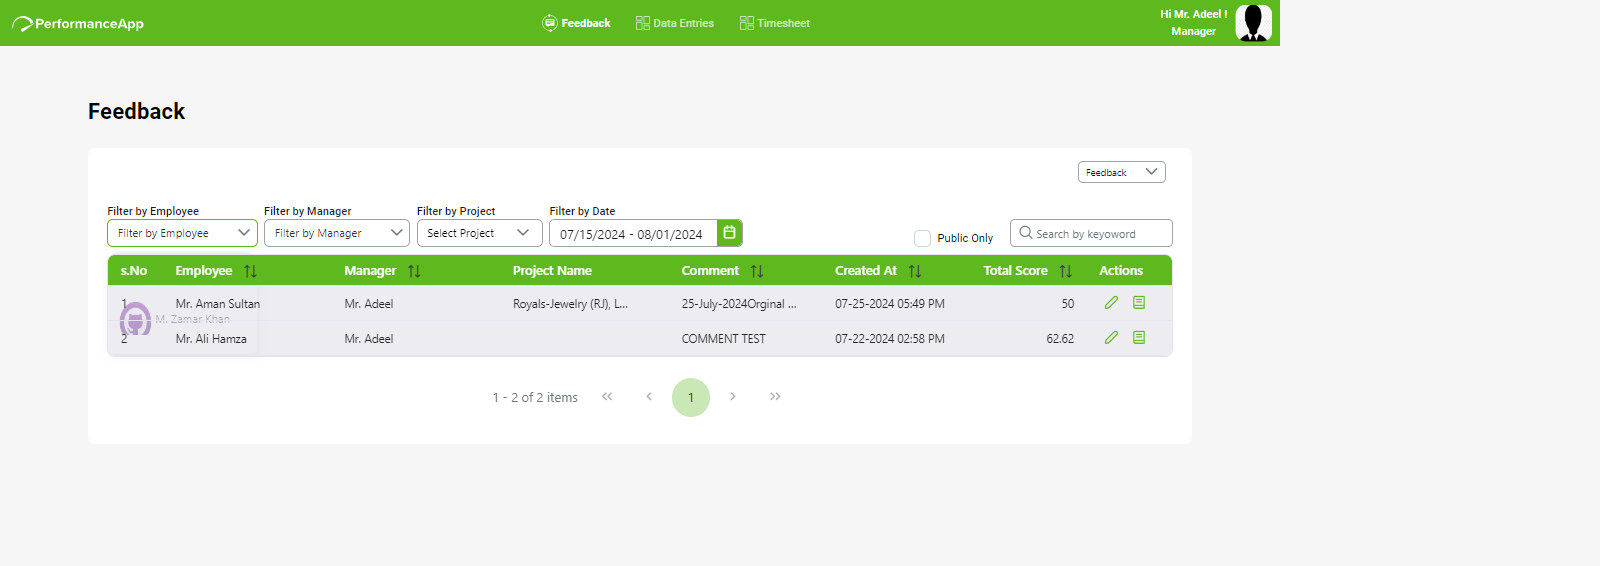 PerformanceApp
Feedback
Data Entries
Timesheet
Hi Mr. Adeel !
Manager
Feedback
Feedback
Filter by Employee
Filter by Manager
Filter by Project
Filter by Date
Filter by Employee
Filter by Manager
Select Project
07/15/2024 - 08/01/2024
Public Only
Search by keyoword
s.No Employee Manager Project Name Comment Created At Total Score Actions
1 Mr. Aman Sultan Mr. Adeel Royals-Jewelry (RJ), L... 25-July-2024Orginal ... 07-25-2024 05:49 PM 50
M. Zamar Khan
2 Mr. Ali Hamza Mr. Adeel COMMENT TEST 07-22-2024 02:58 PM 62.62
1 - 2 of 2 items
1